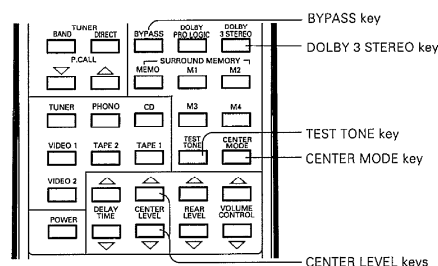 TUNER
BAND DIRECT BYPASS DOLBY PRO LOGIC DOLBY 3 STEREO
P.CALL
SURROUND MEMORY
MEMO M1 M2
TUNER PHONO CD M3 M4
VIDEO 1 TAPE 2 TAPE 1 TEST TONE CENTER MODE
VIDEO 2
POWER DELAY TIME CENTER LEVEL REAR LEVEL VOLUME CONTROL
BYPASS key
DOLBY 3 STEREO key
TEST TONE key
CENTER MODE key
CENTER LEVEL keys